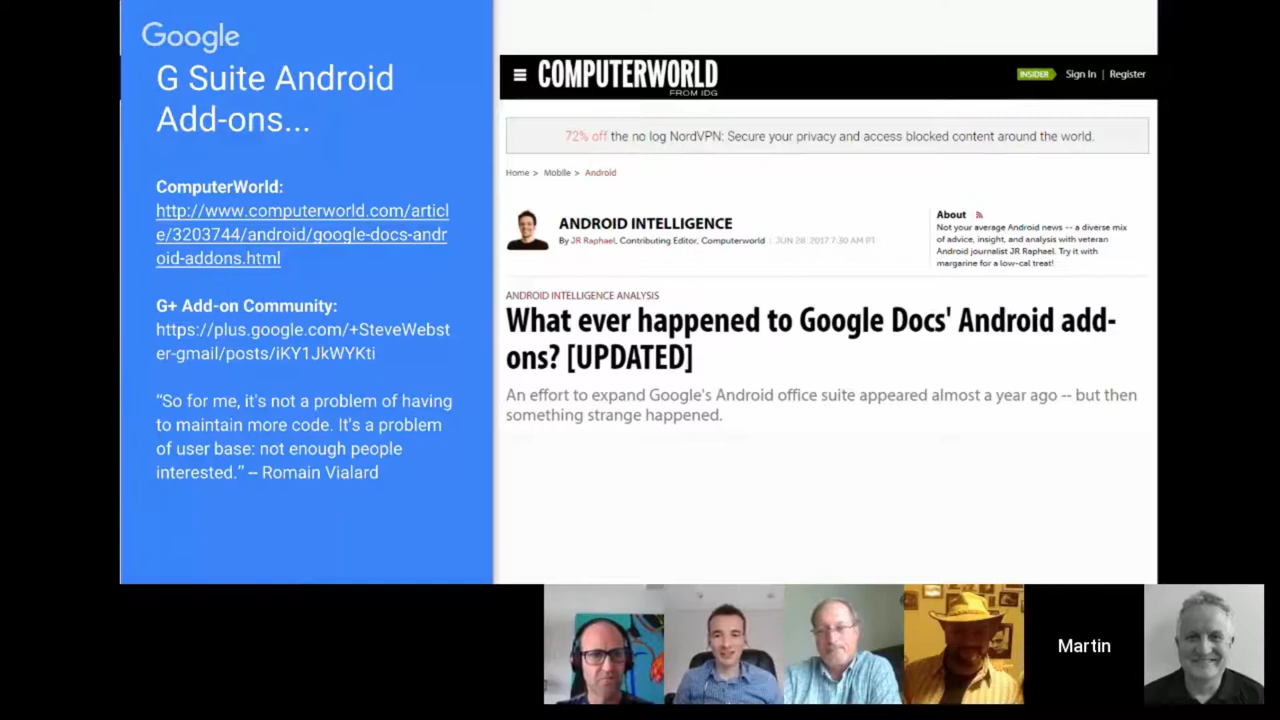 Google
G Suite Android
Add-ons...
ComputerWorld:
http://www.computerworld.com/articl
e/3203744/android/google-docs-andr
oid-addons.html
G+ Add-on Community:
https://plus.google.com/+SteveWebst
er-gmail/posts/iKY1JkWYKti
“So for me, it's not a problem of having
to maintain more code. It's a problem
of user base: not enough people
interested.” -- Romain Vialard
COMPUTERWORLD
FROM IDG
INSIDER Sign In | Register
72% off the no log NordVPN: Secure your privacy and access blocked content around the world.
Home > Mobile > Android
ANDROID INTELLIGENCE
By JR Raphael, Contributing Editor, Computerworld | JUN 28, 2017 7:30 AM PT
About
Not your average Android news -- a diverse mix
of advice, insight, and analysis with veteran
Android journalist JR Raphael. Try it with
margarine for a low-cal treat!
ANDROID INTELLIGENCE ANALYSIS
What ever happened to Google Docs' Android add-
ons? [UPDATED]
An effort to expand Google's Android office suite appeared almost a year ago -- but then
something strange happened.
Martin